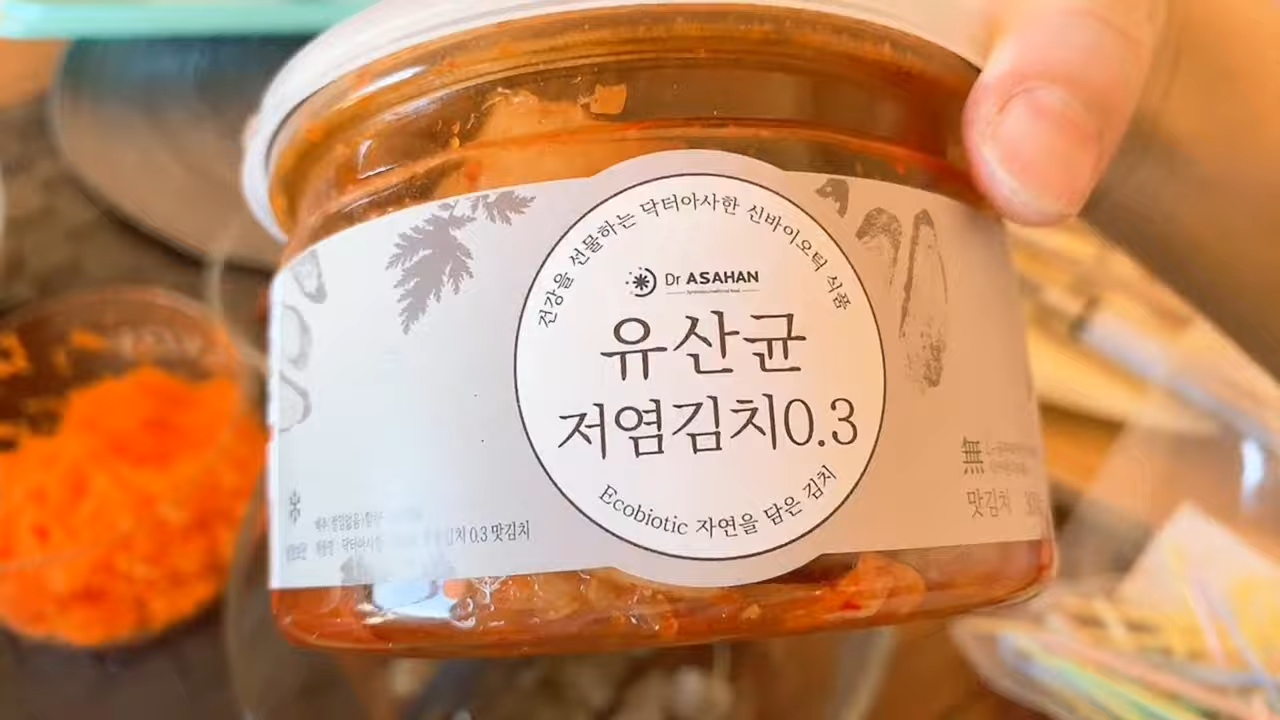 건강을 선물하는 닥터아사한 신바이오틱 식품
Dr ASAHAN
유산균
저염김치0.3
Ecobiotic 자연을 담은 김치
김치 0.3 맛김치
無
맛김치